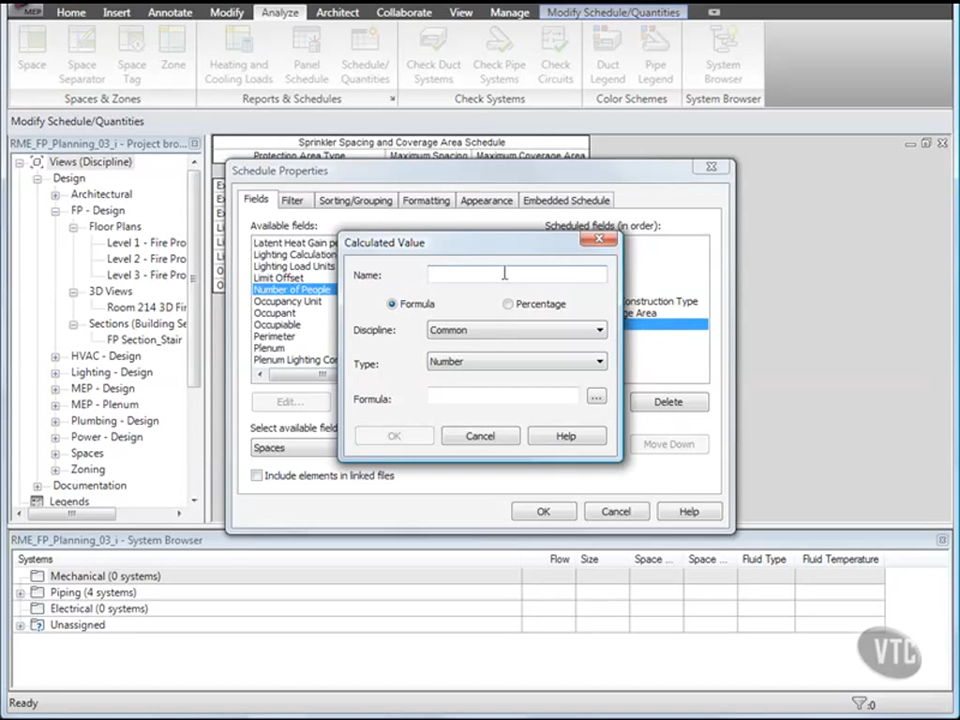 MEP Home Insert Annotate Modify Analyze Architect Collaborate View Manage Modify Schedule/Quantities
Space Space Separator Space Tag Zone Heating and Cooling Loads Panel Schedule Schedule/ Quantities Check Duct Systems Check Pipe Systems Check Circuits Duct Legend Pipe Legend System Browser
Spaces & Zones Reports & Schedules Check Systems Color Schemes System Browser
Modify Schedule/Quantities
RME_FP_Planning_03_i - Project bro...
Views (Discipline)
Design
Architectural
FP - Design
Floor Plans
Level 1 - Fire Pro
Level 2 - Fire Pro
Level 3 - Fire Pro
3D Views
Room 214 3D Fi
Sections (Building Se
FP Section_Stair
HVAC - Design
Lighting - Design
MEP - Design
MEP - Plenum
Plumbing - Design
Power - Design
Spaces
Zoning
Documentation
Legends
Sprinkler Spacing and Coverage Area Schedule
Protection Area Type Maximum Spacing Maximum Coverage Area
Schedule Properties
Fields Filter Sorting/Grouping Formatting Appearance Embedded Schedule
Available fields:
Scheduled fields (in order):
Latent Heat Gain pe
Lighting Calculation
Lighting Load Units
Limit Offset
Number of People
Occupancy Unit
Occupant
Occupiable
Perimeter
Plenum
Plenum Lighting Con
onstruction Type
ge Area
Edit...
Delete
Select available field
Spaces
Move Down
Include elements in linked files
OK Cancel Help
Calculated Value
Name:
Formula Percentage
Discipline: Common
Type: Number
Formula: ...
OK Cancel Help
RME_FP_Planning_03_i - System Browser
Systems Flow Size Space ... Space ... Fluid Type Fluid Temperature
Mechanical (0 systems)
Piping (4 systems)
Electrical (0 systems)
Unassigned
VTC
Ready
:0